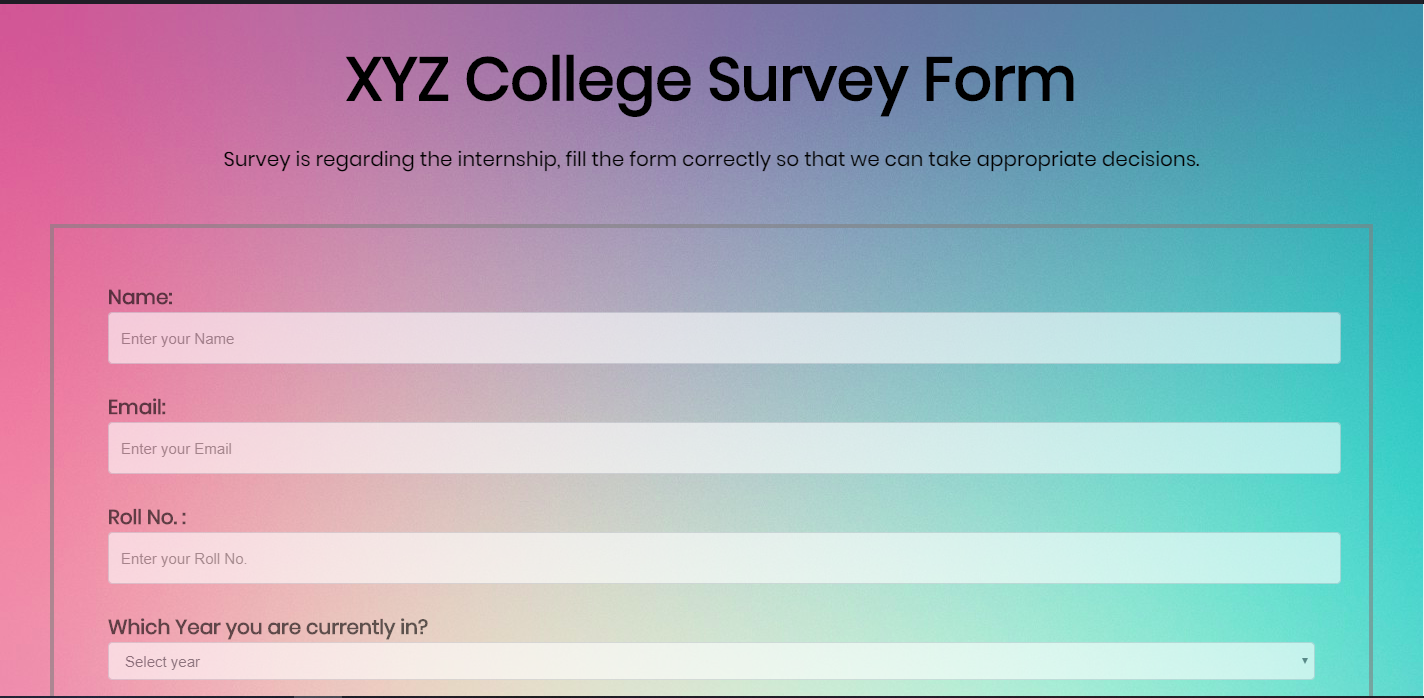 XYZ College Survey Form
Survey is regarding the internship, fill the form correctly so that we can take appropriate decisions.
Name:
Enter your Name
Email:
Enter your Email
Roll No. :
Enter your Roll No.
Which Year you are currently in?
Select year